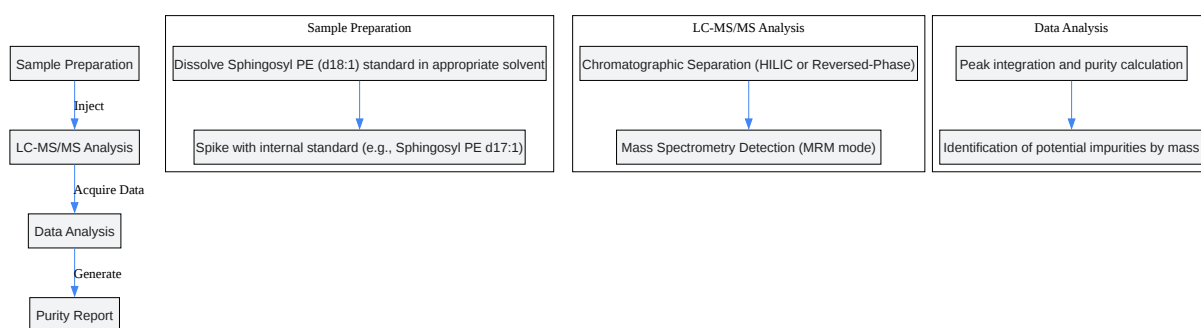 Sample Preparation
Inject
LC-MS/MS Analysis
Acquire Data
Data Analysis
Generate
Purity Report
Sample Preparation
Dissolve Sphingosyl PE (d18:1) standard in appropriate solvent
Spike with internal standard (e.g., Sphingosyl PE d17:1)
LC-MS/MS Analysis
Chromatographic Separation (HILIC or Reversed-Phase)
Mass Spectrometry Detection (MRM mode)
Data Analysis
Peak integration and purity calculation
Identification of potential impurities by mass